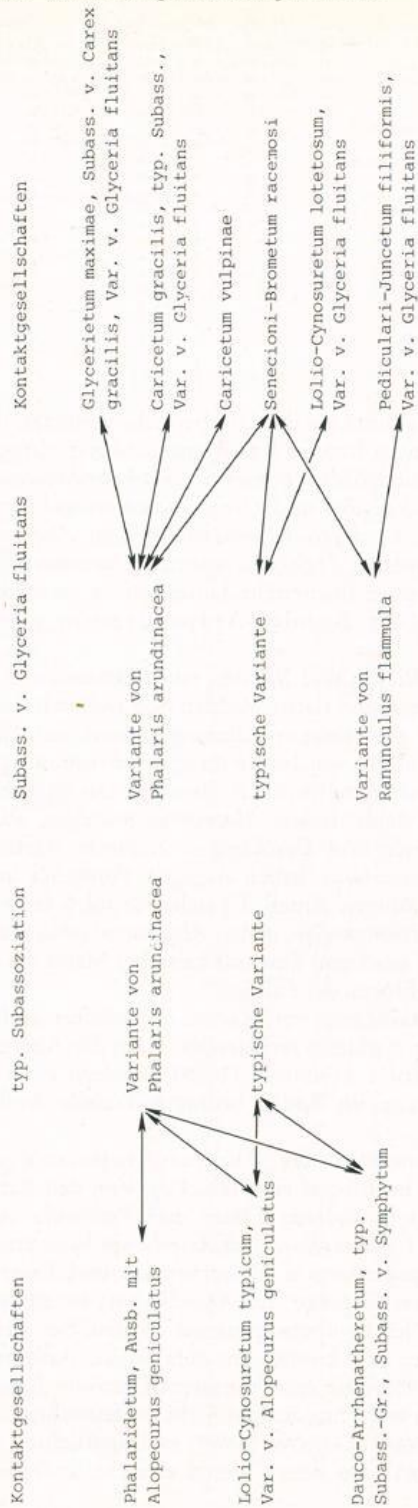 Kontaktgesellschaften
typ. Subassoziation
Subass. v. Glyceria fluitans
Kontaktgesellschaften
Phalaridetum, Ausb. mit
Alopecurus geniculatus
Lolio-Cynosuretum typicum,
Var. v. Alopecurus geniculatus
Dauco-Arrhenatheretum, typ.
Subass.-Gr., Subass. v. Symphytum
Variante von
Phalaris arundinacea
typische Variante
Variante von
Phalaris arundinacea
typische Variante
Variante von
Ranunculus flammula
Glycerietum maximae, Subass. v. Carex
gracilis, Var. v. Glyceria fluitans
Caricetum gracilis, typ. Subass.,
Var. v. Glyceria fluitans
Caricetum vulpinae
Senecioni-Brometum racemosi
Lolio-Cynosuretum lotetosum,
Var. v. Glyceria fluitans
Pediculari-Juncetum filiformis,
Var. v. Glyceria fluitans